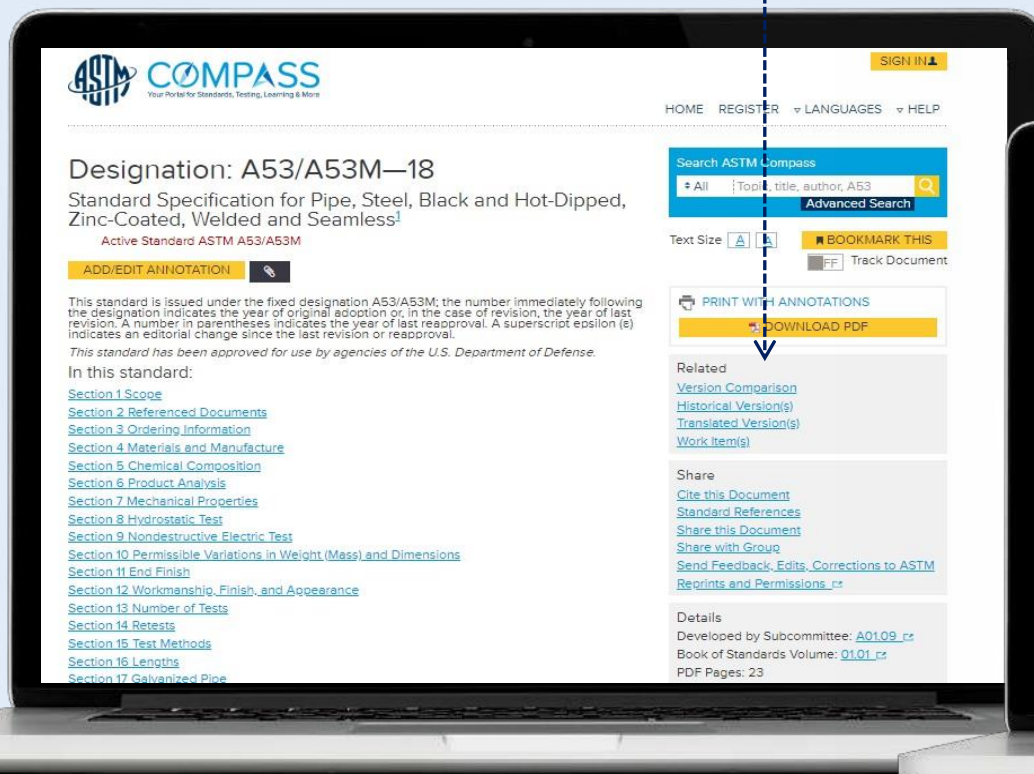 ASTM COMPASS
Your Portal for Standards, Testing, Learning & More
SIGN IN
HOME REGISTER ▿ LANGUAGES ▿ HELP
Designation: A53/A53M—18
Standard Specification for Pipe, Steel, Black and Hot-Dipped,
Zinc-Coated, Welded and Seamless1
Active Standard ASTM A53/A53M
ADD/EDIT ANNOTATION
This standard is issued under the fixed designation A53/A53M; the number immediately following
the designation indicates the year of original adoption or, in the case of revision, the year of last
revision. A number in parentheses indicates the year of last reapproval. A superscript epsilon (ε)
indicates an editorial change since the last revision or reapproval.
This standard has been approved for use by agencies of the U.S. Department of Defense.
In this standard:
Section 1 Scope
Section 2 Referenced Documents
Section 3 Ordering Information
Section 4 Materials and Manufacture
Section 5 Chemical Composition
Section 6 Product Analysis
Section 7 Mechanical Properties
Section 8 Hydrostatic Test
Section 9 Nondestructive Electric Test
Section 10 Permissible Variations in Weight (Mass) and Dimensions
Section 11 End Finish
Section 12 Workmanship, Finish, and Appearance
Section 13 Number of Tests
Section 14 Retests
Section 15 Test Methods
Section 16 Lengths
Section 17 Galvanized Pipe
Search ASTM Compass
All Topic, title, author, A53
Advanced Search
Text Size A A BOOKMARK THIS
FF Track Document
PRINT WITH ANNOTATIONS
DOWNLOAD PDF
Related
Version Comparison
Historical Version(s)
Translated Version(s)
Work Item(s)
Share
Cite this Document
Standard References
Share this Document
Share with Group
Send Feedback, Edits, Corrections to ASTM
Reprints and Permissions
Details
Developed by Subcommittee: A01.09
Book of Standards Volume: 01.01
PDF Pages: 23